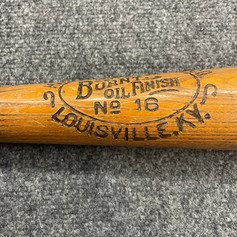 OIL FINISH
No 16
LOUISVILLE, KY.